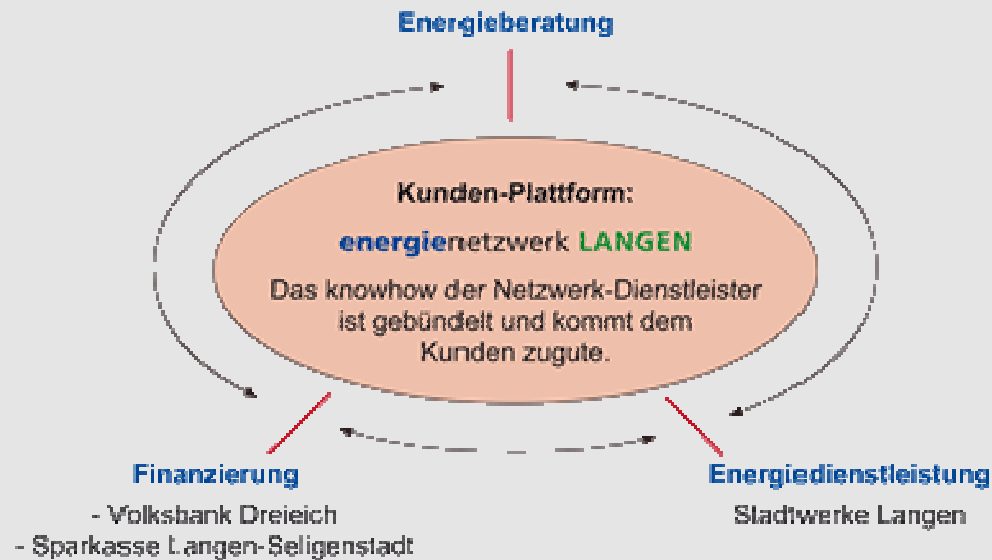 Energieberatung
Kunden-Plattform:
energienetzwerk LANGEN
Das knowhow der Netzwerk-Dienstleister
ist gebündelt und kommt dem
Kunden zugute.
Finanzierung
- Volksbank Dreieich
- Sparkasse Langen-Seligenstadt
Energiedienstleistung
Stadtwerke Langen